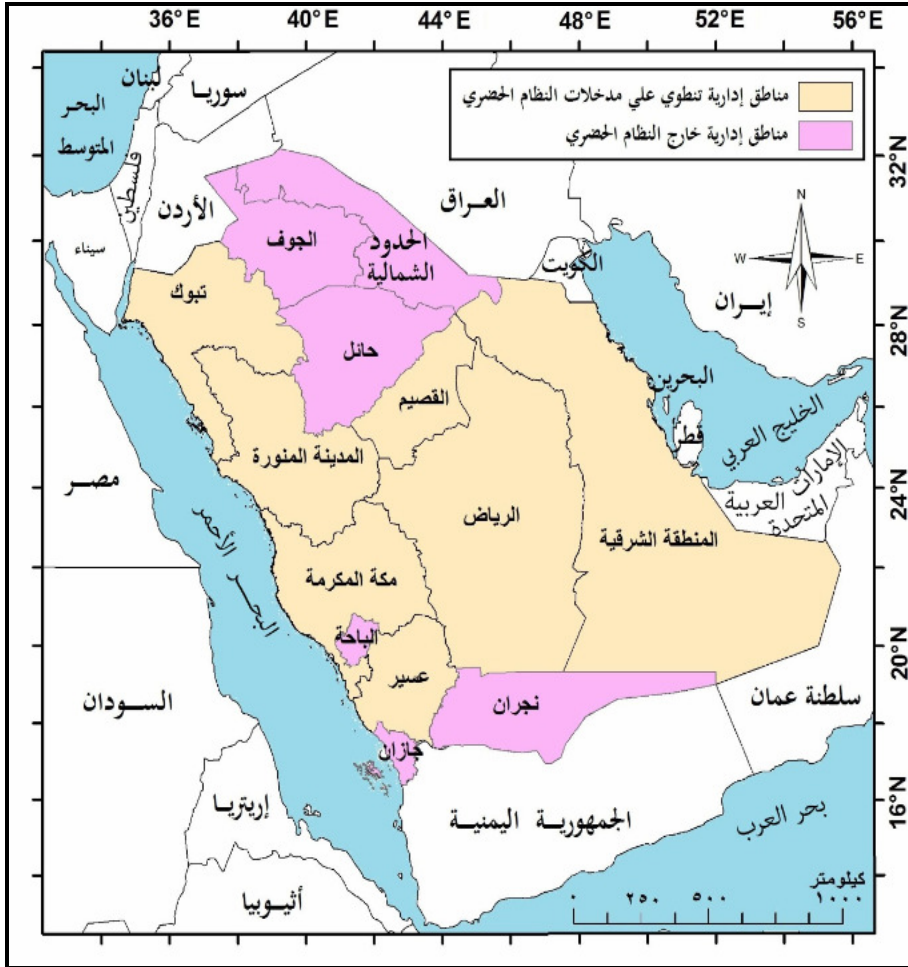 36°E 40°E 44°E 48°E 52°E 56°E
لبنان
سوريا
البحر
المتوسط
فلسطين
الأردن
العراق
سيناء
الكويت
إيران
مناطق إدارية تنطوي علي مدخلات النظام الحضري
مناطق إدارية خارج النظام الحضري
N
W E
S
32°N
28°N
24°N
20°N
16°N
الجوف
الحدود
الشمالية
تبوك
حائل
القصيم
البحرين
قطر
الخليج العربي
الإمارات العربية
المتحدة
المدينة المنورة
مصر
الرياض
المنطقة الشرقية
البحر الأحمر
مكة المكرمة
الباحة
عسير
نجران
جازان
السودان
سلطنة عمان
إريتريا
الجمهورية اليمنية
بحر العرب
أثيوبيا
كيلومتر
٠ ٢٥٠ ٥٠٠ ١٠٠٠